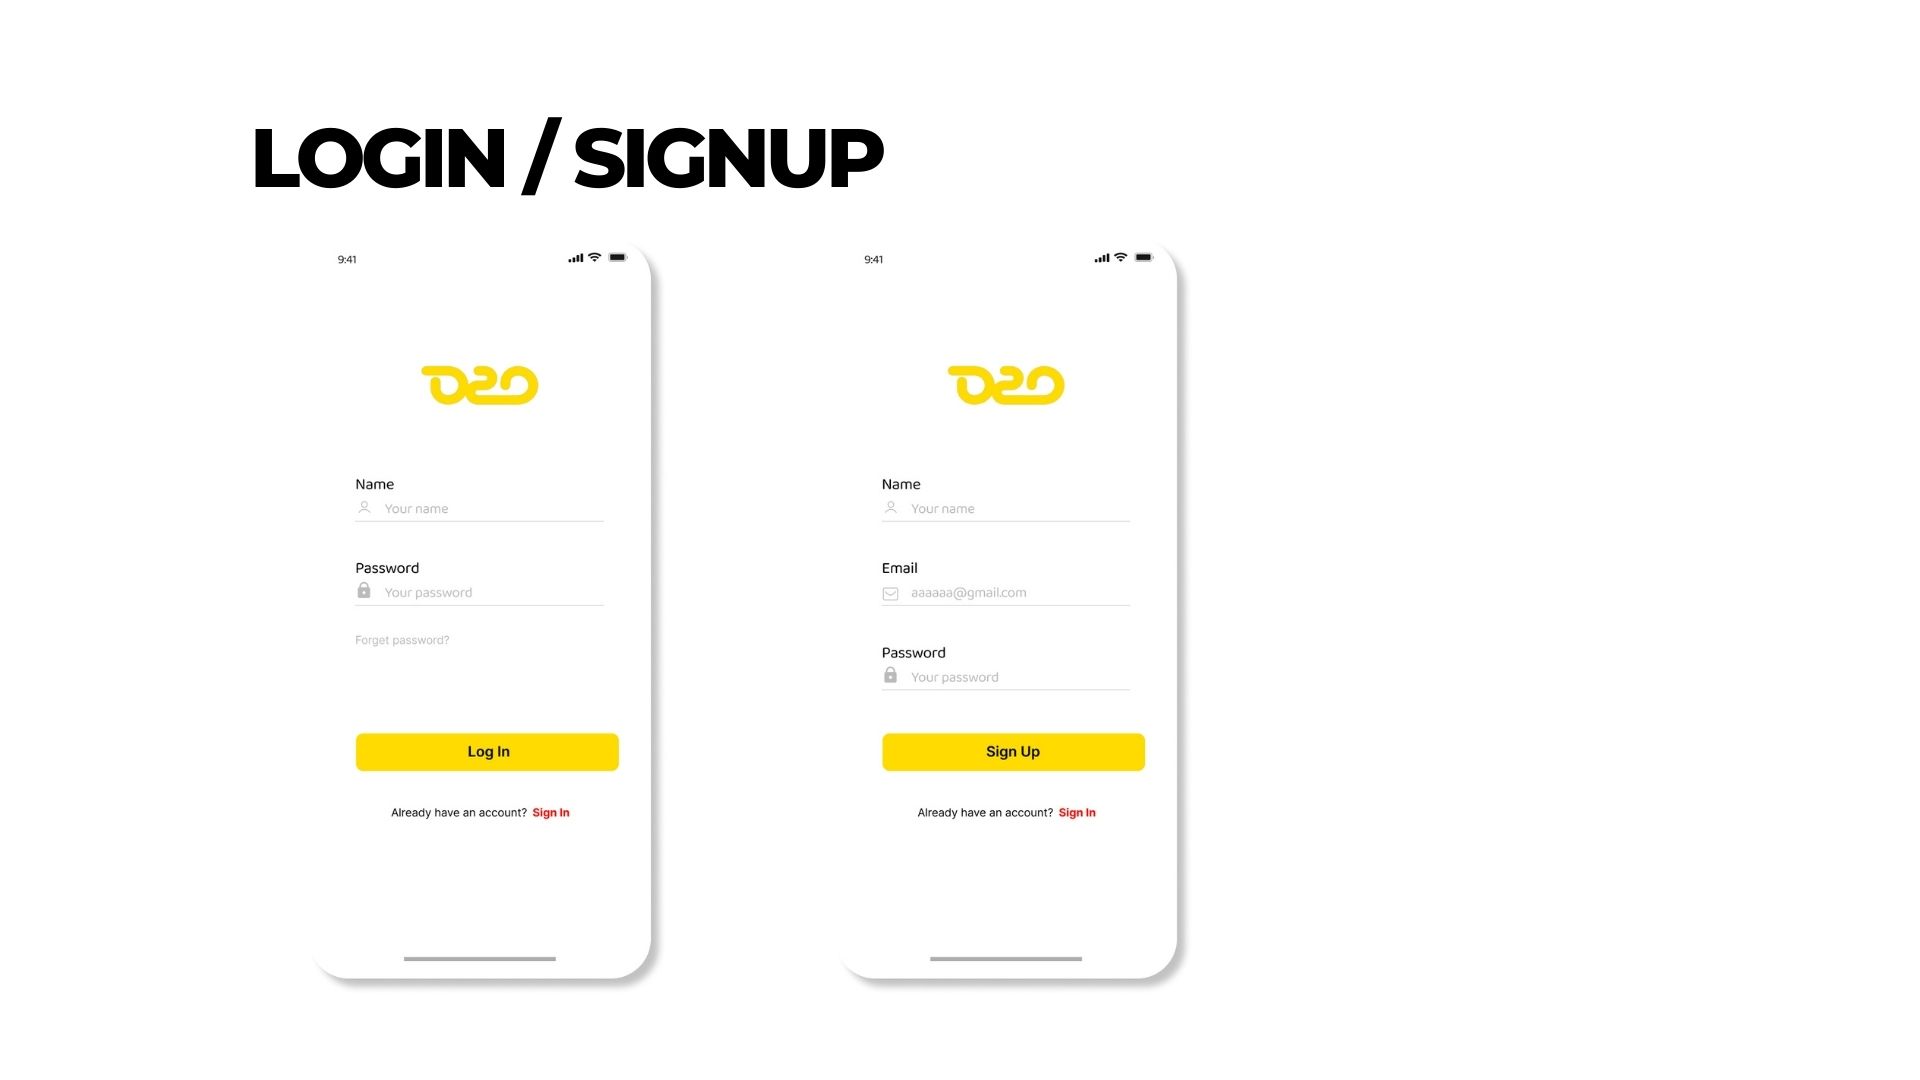 LOGIN / SIGNUP
9:41
D2D
Name
Your name
Password
Your password
Forget password?
Log In
Already have an account? Sign In
9:41
D2D
Name
Your name
Email
aaaaaa@gmail.com
Password
Your password
Sign Up
Already have an account? Sign In